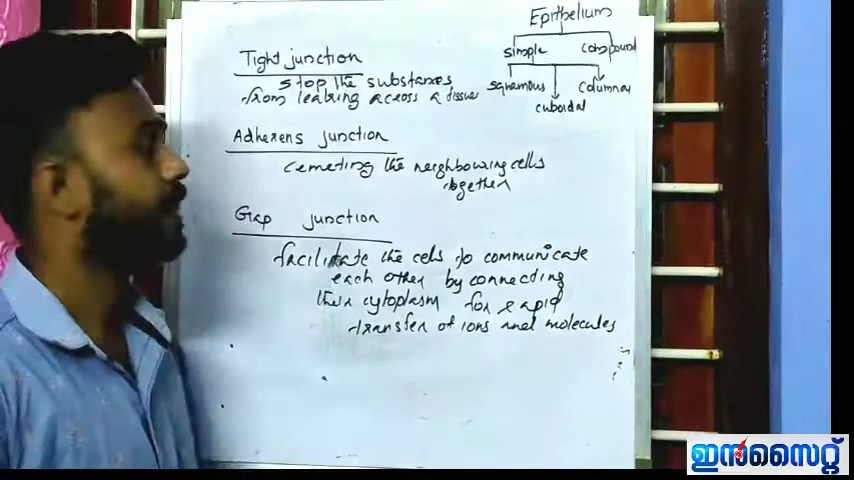 Epithelium
simple compound
squamous columnar
cuboidal
Tight junction
stop the substances
from leaking across a tissue
Adherens junction
cemeting the neighbouring cells
together
Gap junction
facilitate the cells to communicate
each other by connecting
their cytoplasm for rapid
transfer of ions and molecules
ഇൻസൈറ്റ്